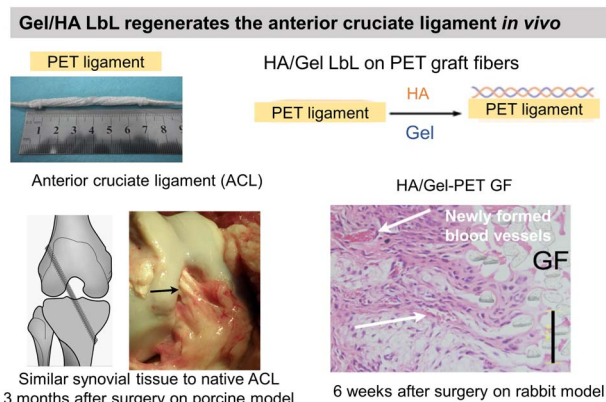 Gel/HA LbL regenerates the anterior cruciate ligament in vivo
PET ligament
1 2 3 4 5 6 7 8 9
Anterior cruciate ligament (ACL)
HA/Gel LbL on PET graft fibers
PET ligament
HA
Gel
PET ligament
Similar synovial tissue to native ACL
3 months after surgery on porcine model
HA/Gel-PET GF
Newly formed
blood vessels
GF
6 weeks after surgery on rabbit model